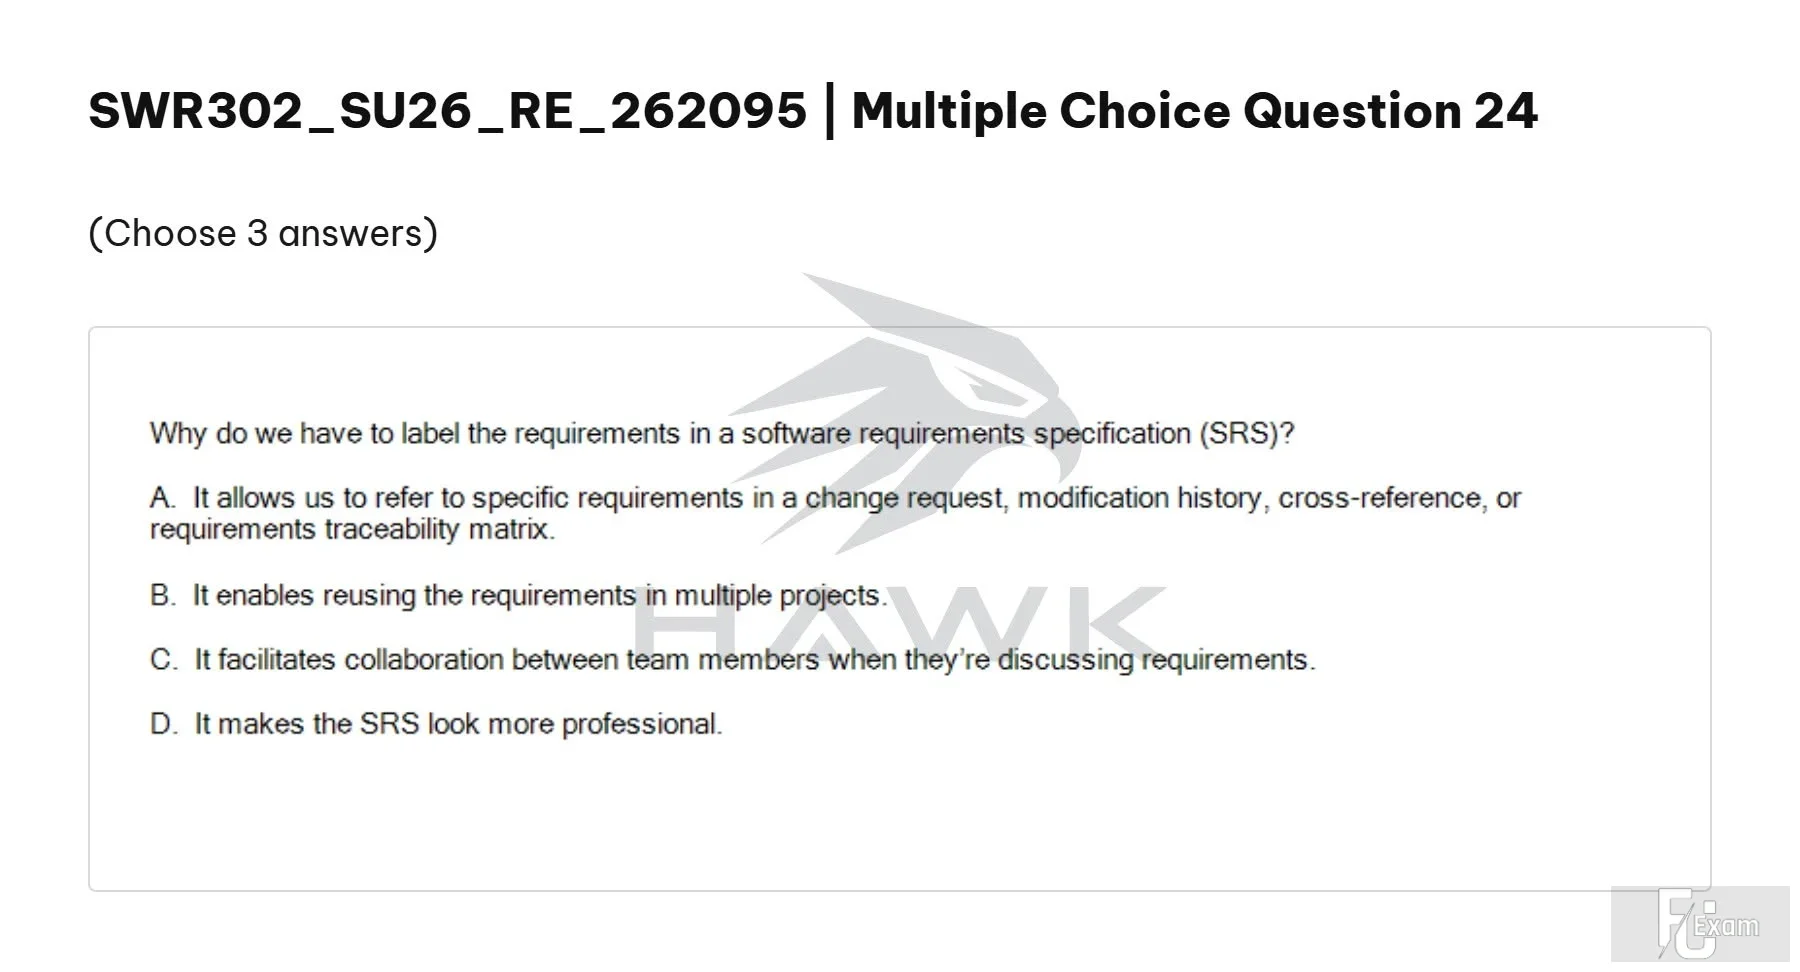 SWR302_SU26_RE_262095 | Multiple Choice Question 24
(Choose 3 answers)
Why do we have to label the requirements in a software requirements specification (SRS)?
A. It allows us to refer to specific requirements in a change request, modification history, cross-reference, or
requirements traceability matrix.
B. It enables reusing the requirements in multiple projects.
HAWK
C. It facilitates collaboration between team members when they're discussing requirements.
D. It makes the SRS look more professional.
FU Exam